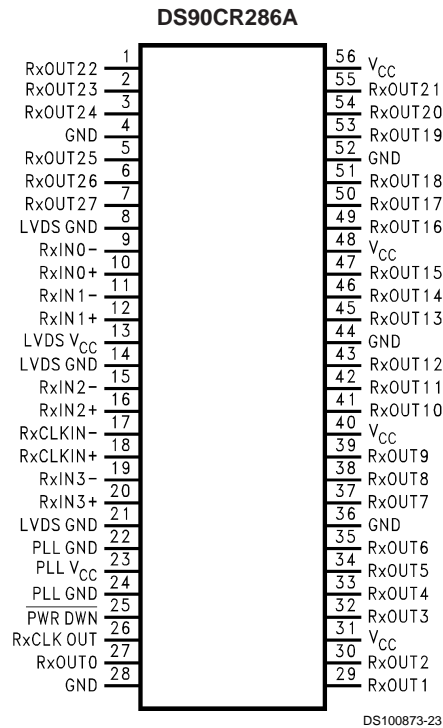 DS90CR286A
RxOUT22 1
RxOUT23 2
RxOUT24 3
GND 4
RxOUT25 5
RxOUT26 6
RxOUT27 7
LVDS GND 8
RxIN0- 9
RxIN0+ 10
RxIN1- 11
RxIN1+ 12
LVDS VCC 13
LVDS GND 14
RxIN2- 15
RxIN2+ 16
RxCLKIN- 17
RxCLKIN+ 18
RxIN3- 19
RxIN3+ 20
LVDS GND 21
PLL GND 22
PLL VCC 23
PLL GND 24
PWR DWN 25
RxCLK OUT 26
RxOUT0 27
GND 28
56 VCC
55 RxOUT21
54 RxOUT20
53 RxOUT19
52 GND
51 RxOUT18
50 RxOUT17
49 RxOUT16
48 VCC
47 RxOUT15
46 RxOUT14
45 RxOUT13
44 GND
43 RxOUT12
42 RxOUT11
41 RxOUT10
40 VCC
39 RxOUT9
38 RxOUT8
37 RxOUT7
36 GND
35 RxOUT6
34 RxOUT5
33 RxOUT4
32 RxOUT3
31 VCC
30 RxOUT2
29 RxOUT1
DS100873-23